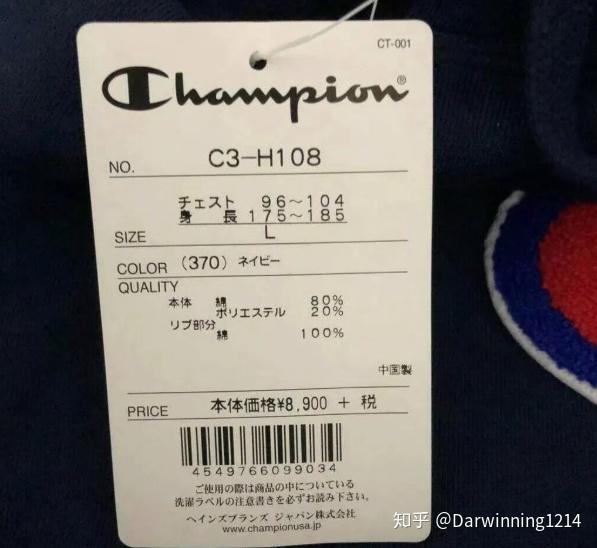 CT-001
Champion®
NO. C3-H108
チェスト 96~104
身長 175~185
SIZE L
COLOR (370) ネイビー
QUALITY
本体 綿 80%
ポリエステル 20%
リブ部分
綿 100%
中国製
PRICE 本体価格¥8,900 + 税
4549766099034
ご使用の際は商品の中についている
洗濯ラベルの注意書きを必ずお読み下さい。
ヘインズブランズ ジャパン株式会社
www.championusa.jp
知乎 @Darwinning1214